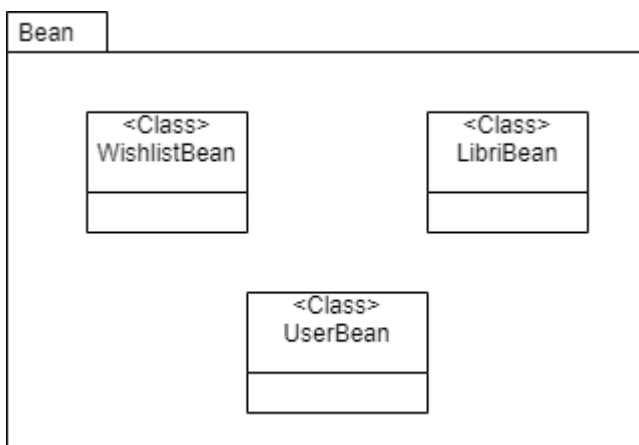 Bean
<Class>
WishlistBean
<Class>
LibriBean
<Class>
UserBean